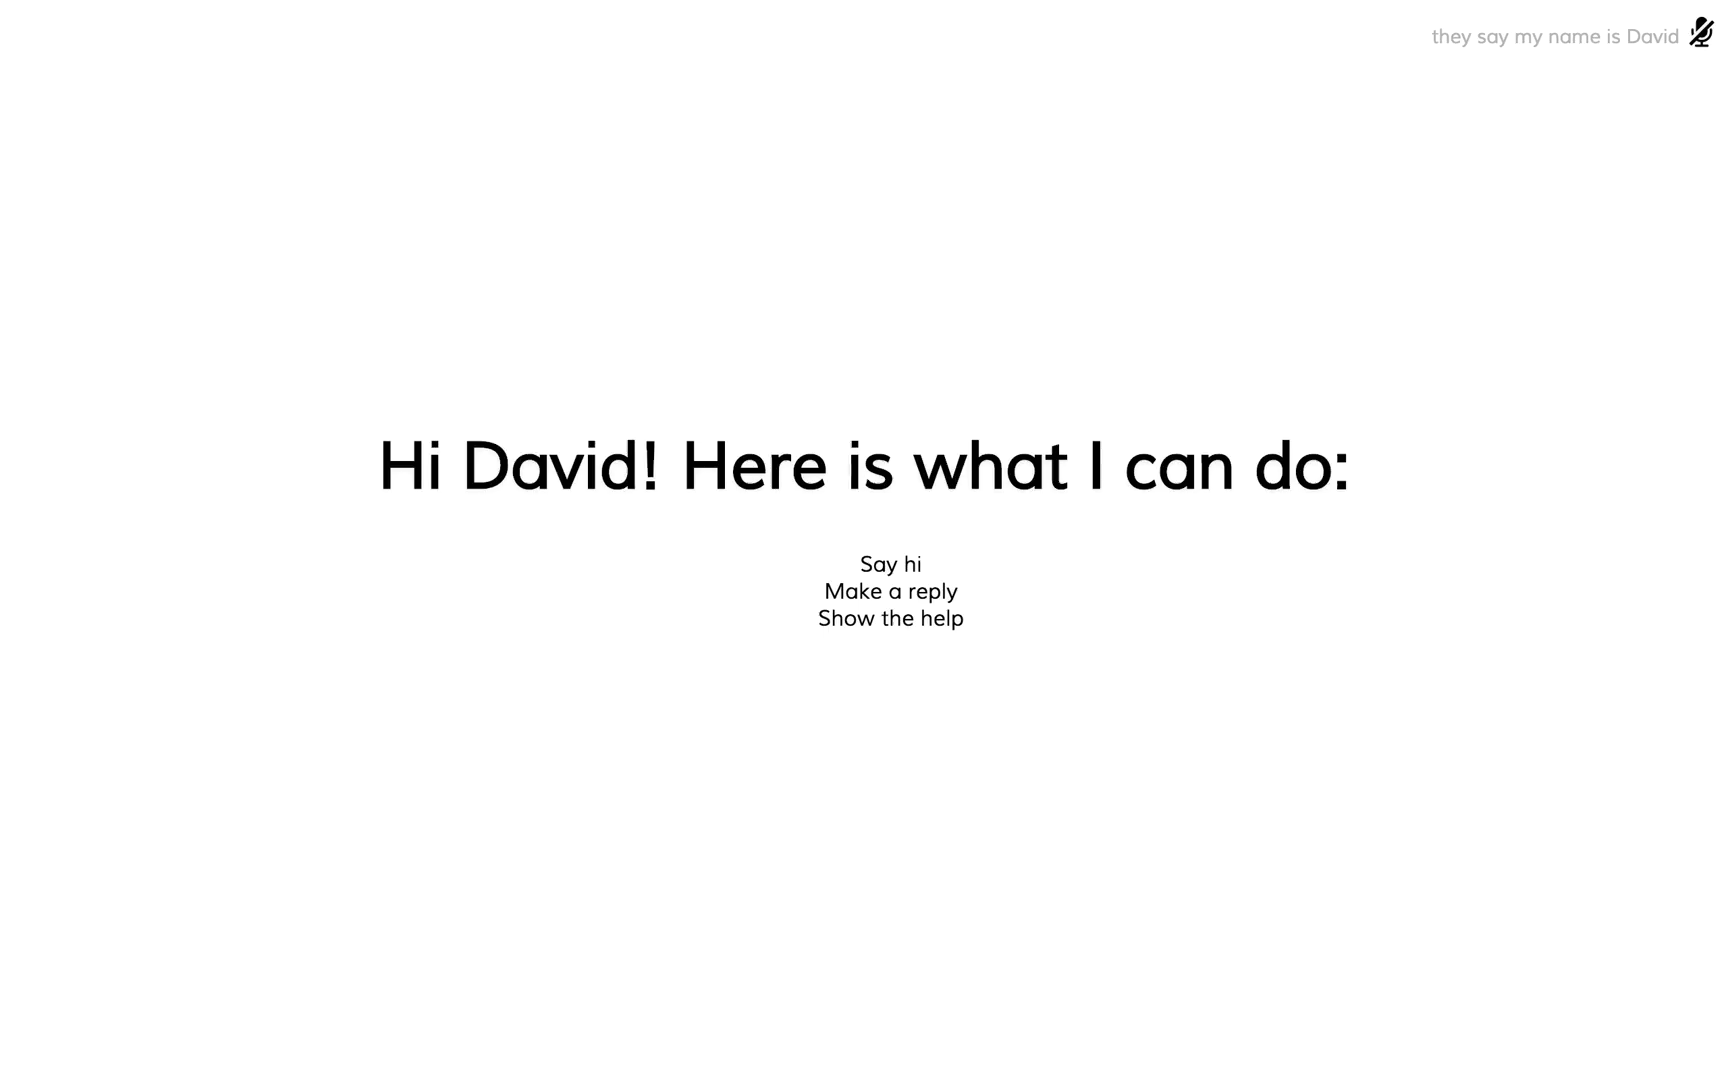 they say my name is David
Hi David! Here is what I can do:
Say hi
Make a reply
Show the help